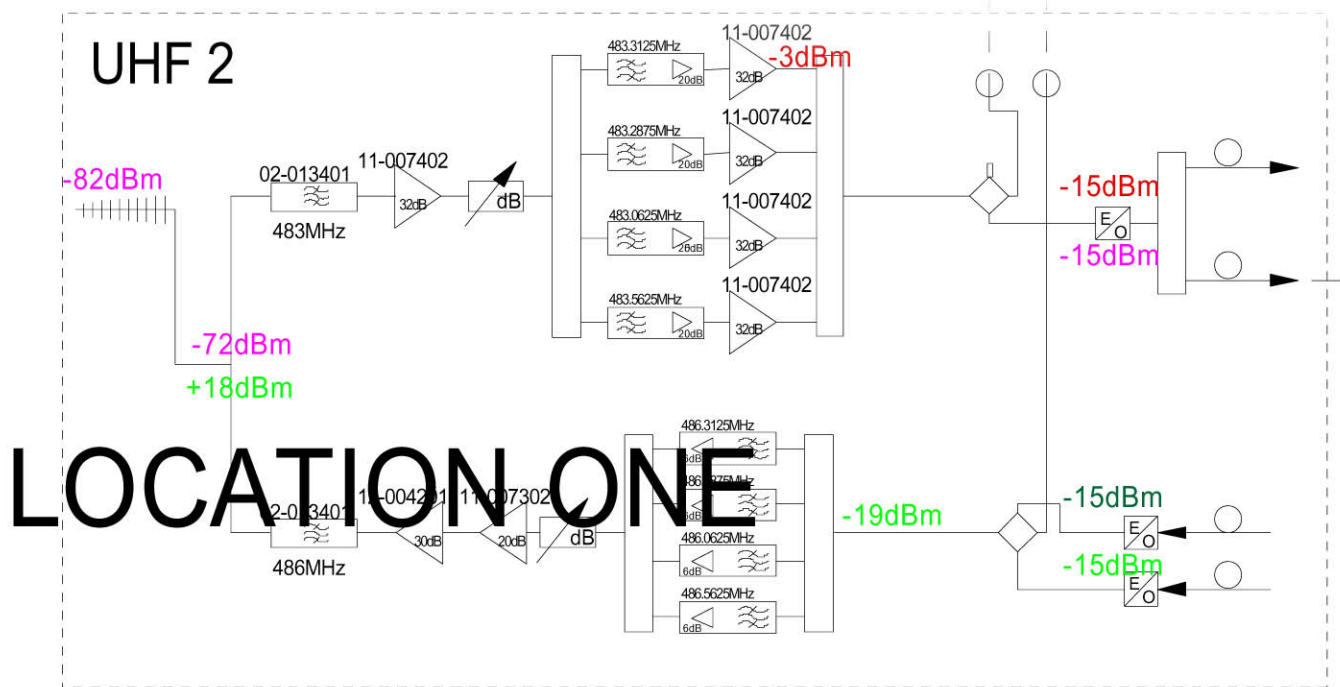 UHF 2
483.3125MHz
20dB
11-007402
32dB
-3dBm
483.2875MHz
20dB
11-007402
32dB
483.0625MHz
11-007402
32dB
483.5625MHz
20dB
11-007402
32dB
-82dBm
02-013401
483MHz
11-007402
32dB
dB
-15dBm
E/O
-15dBm
-72dBm
+18dBm
LOCATION ONE
486MHz
30dB
20dB
dB
486.3125MHz
6dB
6dB
486.0625MHz
6dB
486.5625MHz
6dB
-19dBm
-15dBm
E/O
-15dBm
E/O